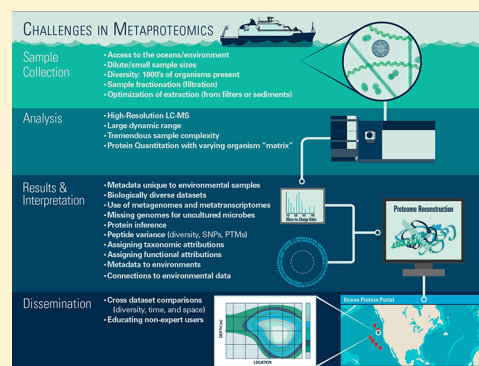 CHALLENGES IN METAPROTEOMICS
Sample
Collection
• Access to the oceans/environment
• Dilute/small sample sizes
• Diversity: 1000's of organisms present
• Sample fractionation (filtration)
• Optimization of extraction (from filters or sediments)
Analysis
• High-Resolution LC-MS
• Large dynamic range
• Tremendous sample complexity
• Protein Quantitation with varying organism "matrix"
Results &
Interpretation
• Metadata unique to environmental samples
• Biologically diverse datasets
• Use of metagenomes and metatranscriptomes
• Missing genomes for uncultured microbes
• Protein inference
• Peptide variance (diversity, SNPs, PTMs)
• Assigning taxonomic attributions
• Assigning functional attributions
• Metadata to environments
• Connections to environmental data
Mass-to-Charge Ratio
Proteome Reconstruction
Dissemination
• Cross dataset comparisons
(diversity, time, and space)
• Educating non-expert users
DEPTH (m)
LOCATION
Ocean Protein Portal